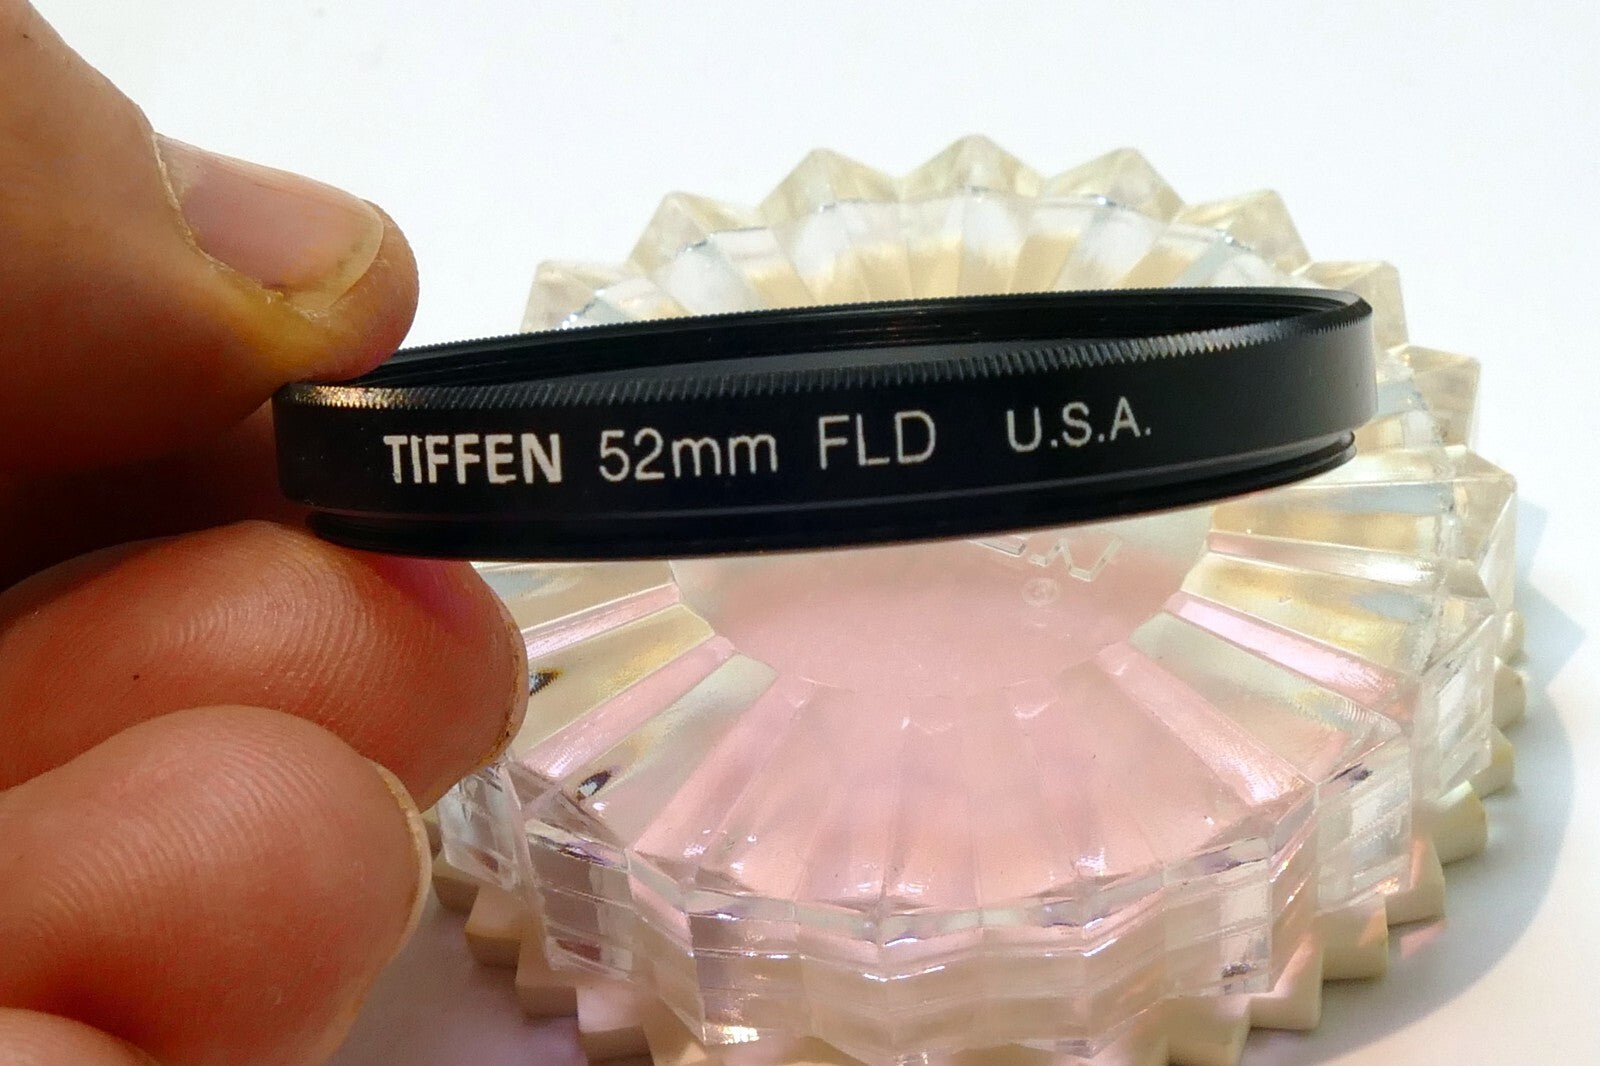 TIFFEN 52mm FLD U.S.A.